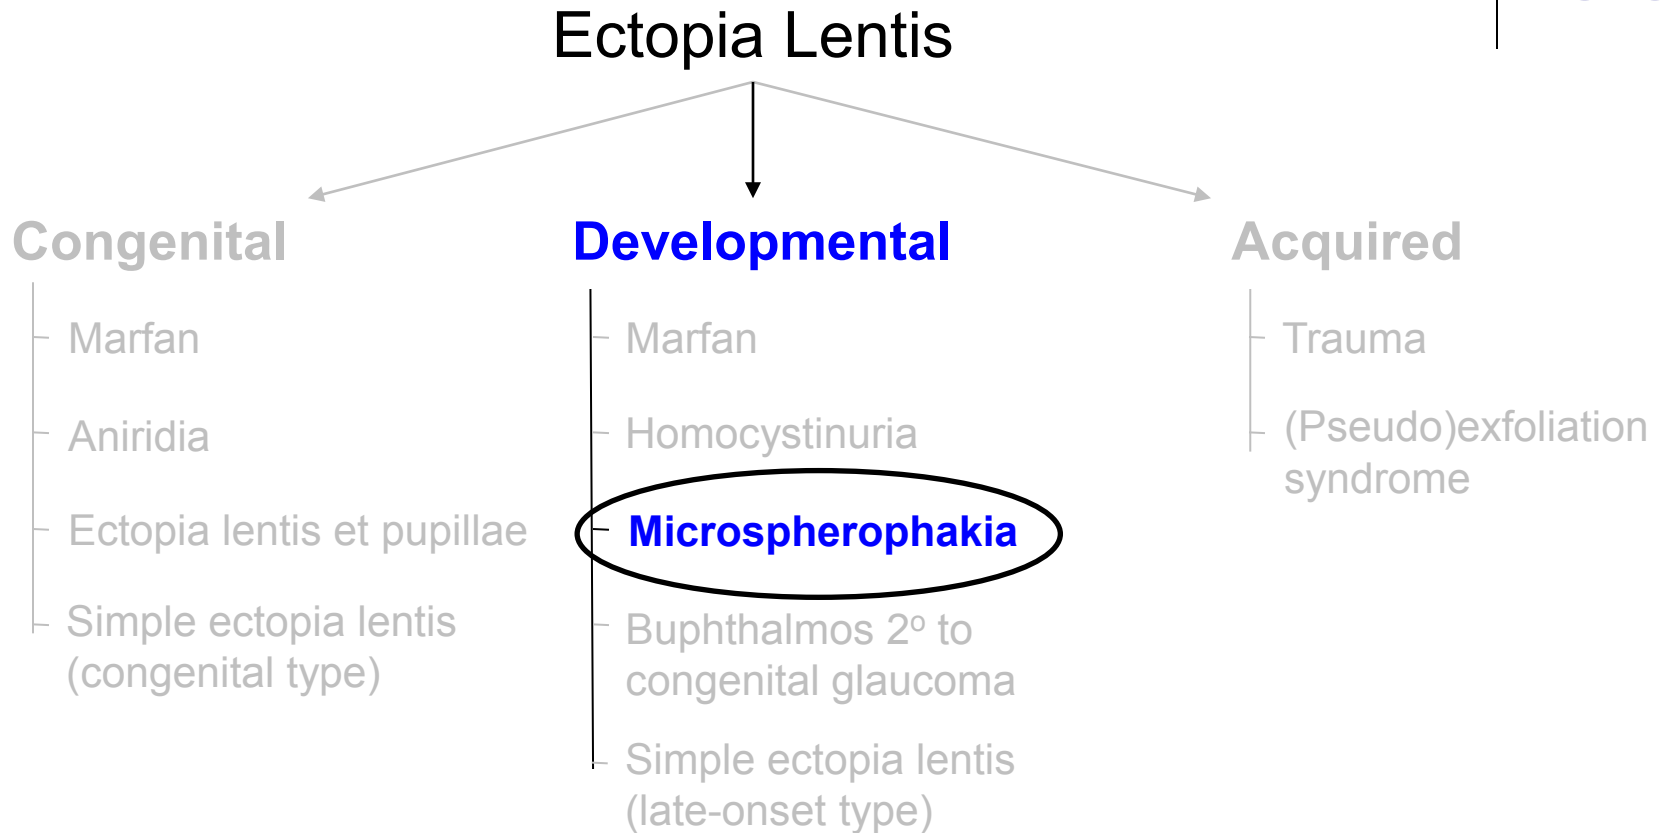 Ectopia Lentis
Congenital
Marfan
Aniridia
Ectopia lentis et pupillae
Simple ectopia lentis
(congenital type)
Developmental
Marfan
Homocystinuria
Microspherophakia
Buphthalmos 2º to
congenital glaucoma
Simple ectopia lentis
(late-onset type)
Acquired
Trauma
(Pseudo)exfoliation
syndrome